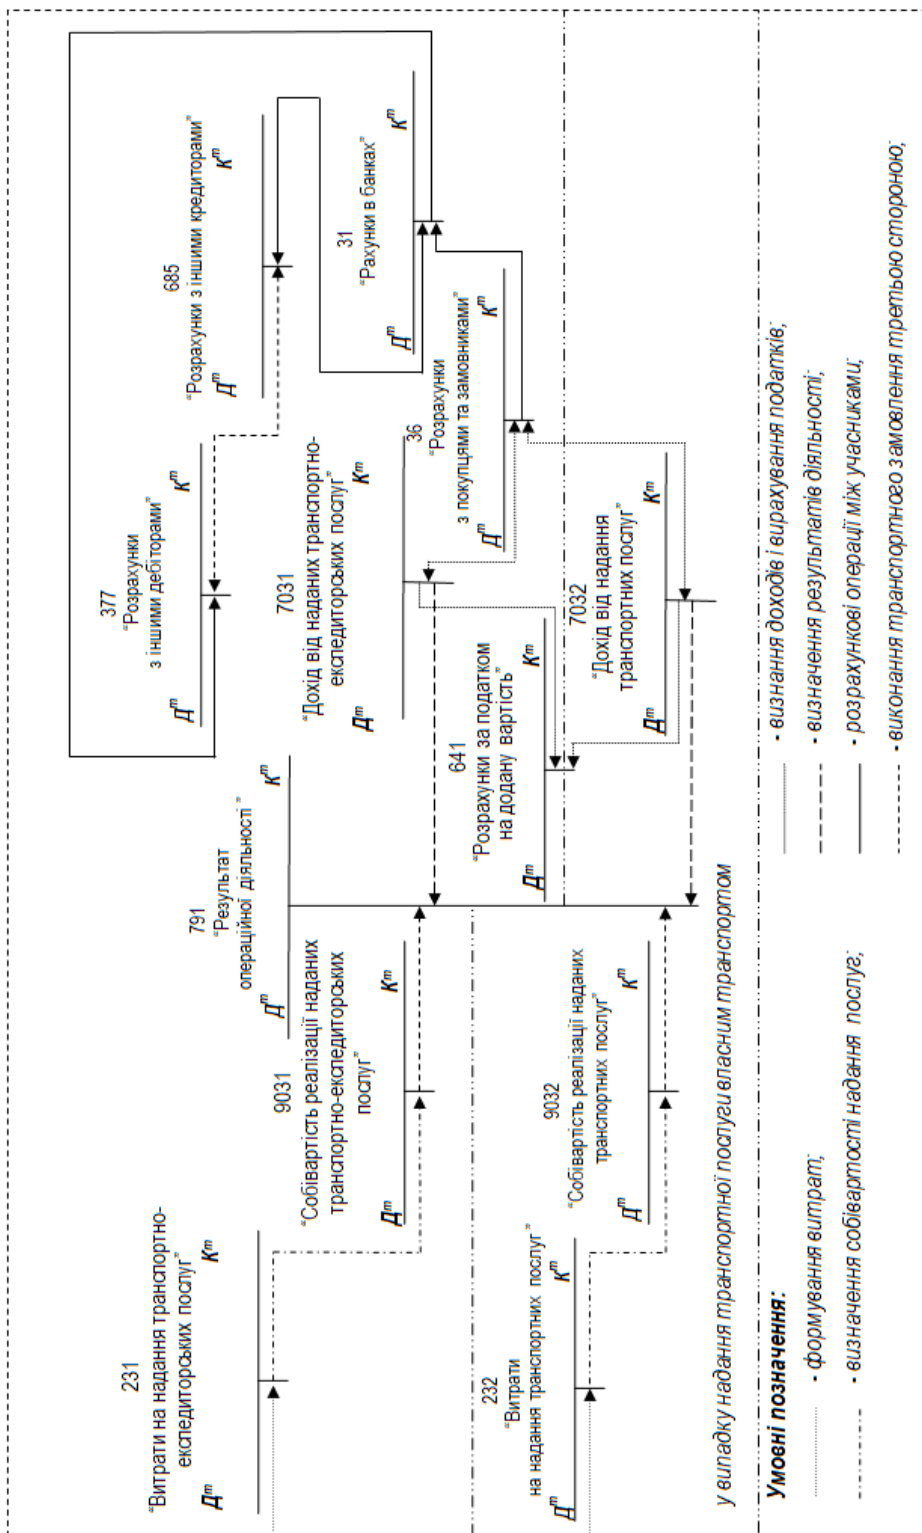 231
“Витрати на надання транспортно-
експедиторських послуг”
Дт Кт
791
“Результат
операційної діяльності”
Дт Кт
377
“Розрахунки
з іншими дебіторами”
Дт Кт
685
“Розрахунки з іншими кредиторами”
Дт Кт
9031
“Собівартість реалізації наданих
транспортно-експедиторських
послуг”
Дт Кт
7031
“Дохід від наданих транспортно-
експедиторських послуг”
Дт Кт
31
“Рахунки в банках”
Дт Кт
36
“Розрахунки
з покупцями та замовниками”
Дт Кт
641
“Розрахунки за податком
на додану вартість”
Дт Кт
232
“Витрати
на надання транспортних послуг”
Дт Кт
9032
“Собівартість реалізації наданих
транспортних послуг”
Дт Кт
7032
“Дохід від надання
транспортних послуг”
Дт Кт
у випадку надання транспортної послуги власним транспортом
Умовні позначення:
- формування витрат;
- визначення собівартості надання послуг;
- визнання доходів і вирахування податків;
- визначення результатів діяльності;
- розрахункові операції між учасниками;
- виконання транспортного замовлення третьою стороною;